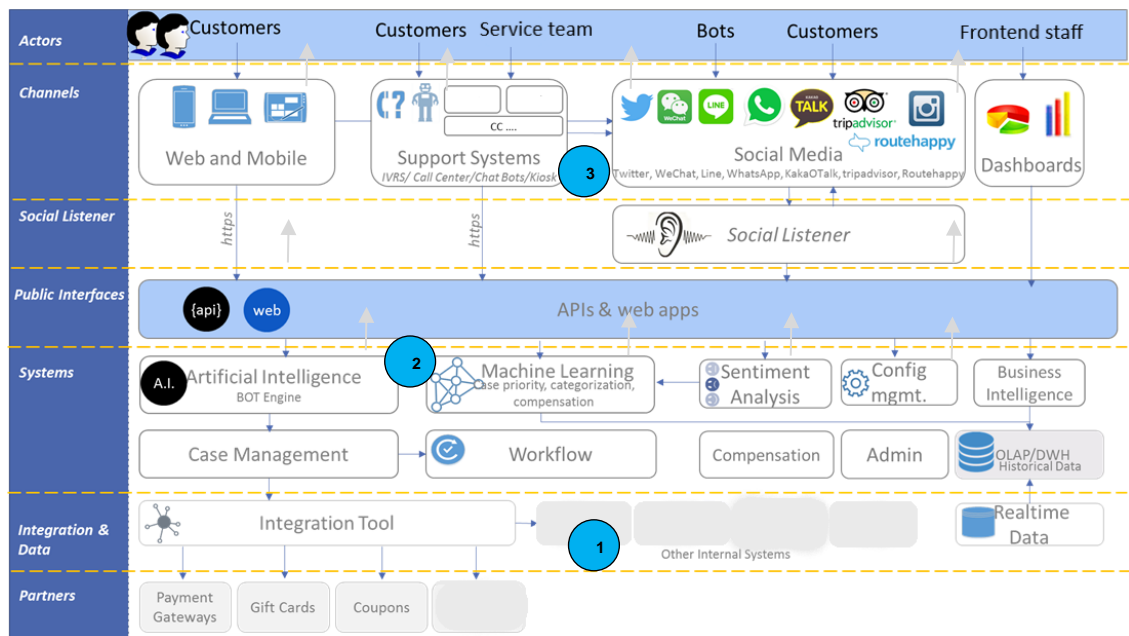 Actors
Customers
Customers
Service team
Bots
Customers
Frontend staff
Channels
Web and Mobile
?
CC ....
Support Systems
IVRS/ Call Center/Chat Bots/Kiosk
3
WeChat
LINE
KAKAO
TALK
tripadvisor®
routehappy
Social Media
Twitter, WeChat, Line, WhatsApp, KakaOTalk, tripadvisor, Routehappy
Dashboards
Social Listener
https
https
Social Listener
Public Interfaces
{api}
web
APIs & web apps
Systems
A.I.
Artificial Intelligence
BOT Engine
2
Machine Learning
Case priority, categorization,
compensation
Sentiment
Analysis
Config
mgmt.
Business
Intelligence
Case Management
Workflow
Compensation
Admin
OLAP/DWH
Historical Data
Integration &
Data
Integration Tool
1
Other Internal Systems
Realtime
Data
Partners
Payment
Gateways
Gift Cards
Coupons